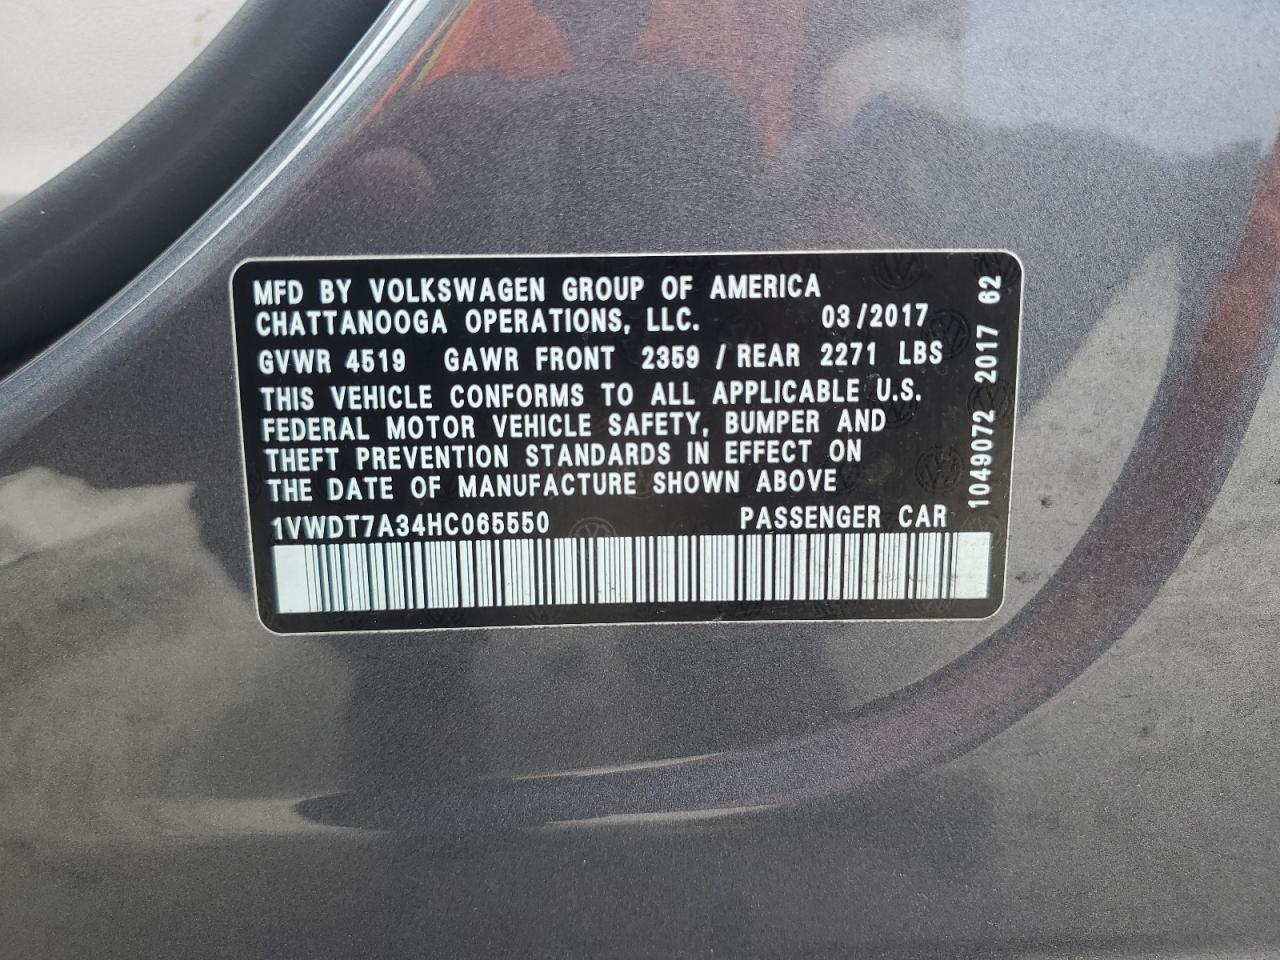 MFD BY VOLKSWAGEN GROUP OF AMERICA
CHATTANOOGA OPERATIONS, LLC. 03/2017
GVWR 4519 GAWR FRONT 2359 / REAR 2271 LBS
THIS VEHICLE CONFORMS TO ALL APPLICABLE U.S.
FEDERAL MOTOR VEHICLE SAFETY, BUMPER AND
THEFT PREVENTION STANDARDS IN EFFECT ON
THE DATE OF MANUFACTURE SHOWN ABOVE
1VWDT7A34HC065550 PASSENGER CAR
1049072 2017 62